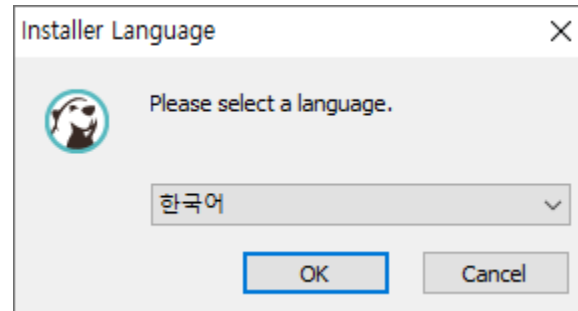 Installer Language
Please select a language.
한국어
OK
Cancel